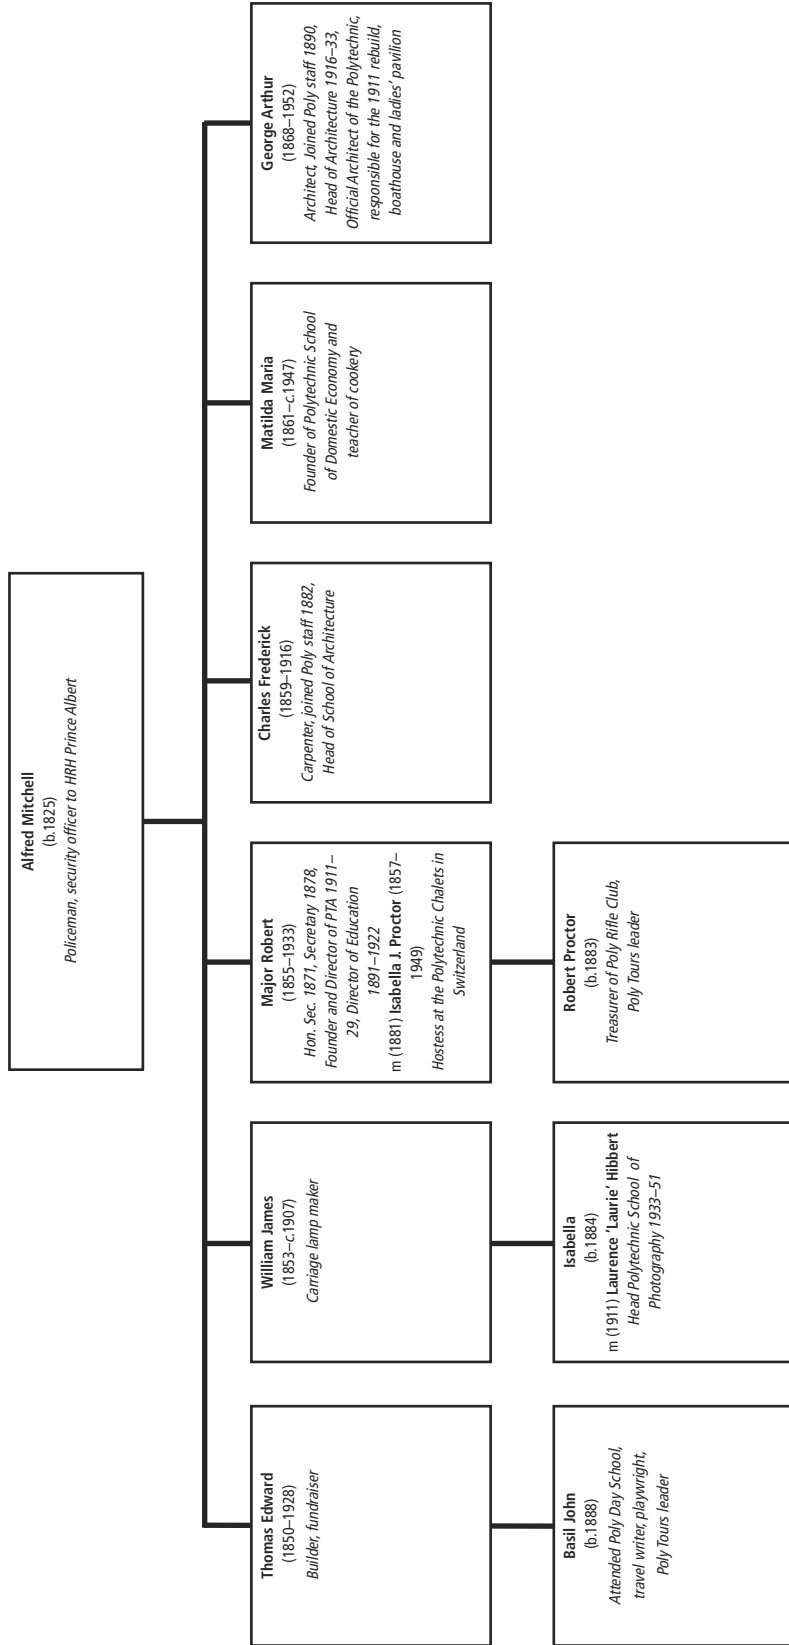 Alfred Mitchell
(b.1825)
Policeman, security officer to HRH Prince Albert
Thomas Edward
(1850–1928)
Builder, fundraiser
William James
(1853–c.1907)
Carriage lamp maker
Major Robert
(1855–1933)
Hon. Sec. 1871, Secretary 1878,
Founder and Director of PTA 1911–
29, Director of Education
1891–1922
m (1881) Isabella J. Proctor (1857–
1949)
Hostess at the Polytechnic Chalets in
Switzerland
Charles Frederick
(1859–1916)
Carpenter, joined Poly staff 1882,
Head of School of Architecture
Matilda Maria
(1861–c.1947)
Founder of Polytechnic School
of Domestic Economy and
teacher of cookery
George Arthur
(1868–1952)
Architect, Joined Poly staff 1890,
Head of Architecture 1916–33,
Official Architect of the Polytechnic,
responsible for the 1911 rebuild,
boathouse and ladies' pavilion
Basil John
(b.1888)
Attended Poly Day School,
travel writer, playwright,
Poly Tours leader
Isabella
(b.1884)
m (1911) Laurence 'Laurie' Hibbert
Head Polytechnic School of
Photography 1933–51
Robert Proctor
(b.1883)
Treasurer of Poly Rifle Club,
Poly Tours leader